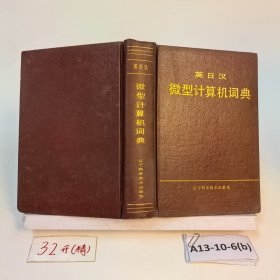 英日汉
微型計算机词典
辽宁科学技术出版社
英日汉
微型计算机词典
辽宁科学技术出版社
32开(精)
A13-10-6(b)